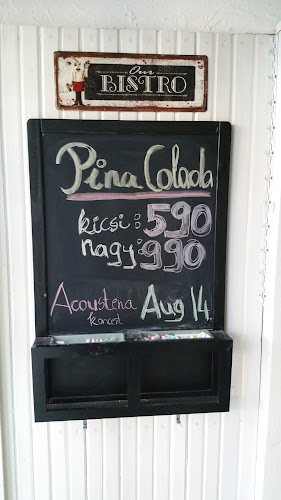 Our
BISTRO
Pina Colada
kicsi: 590
nagy: 990
Acoustena Aug 14.
koncert